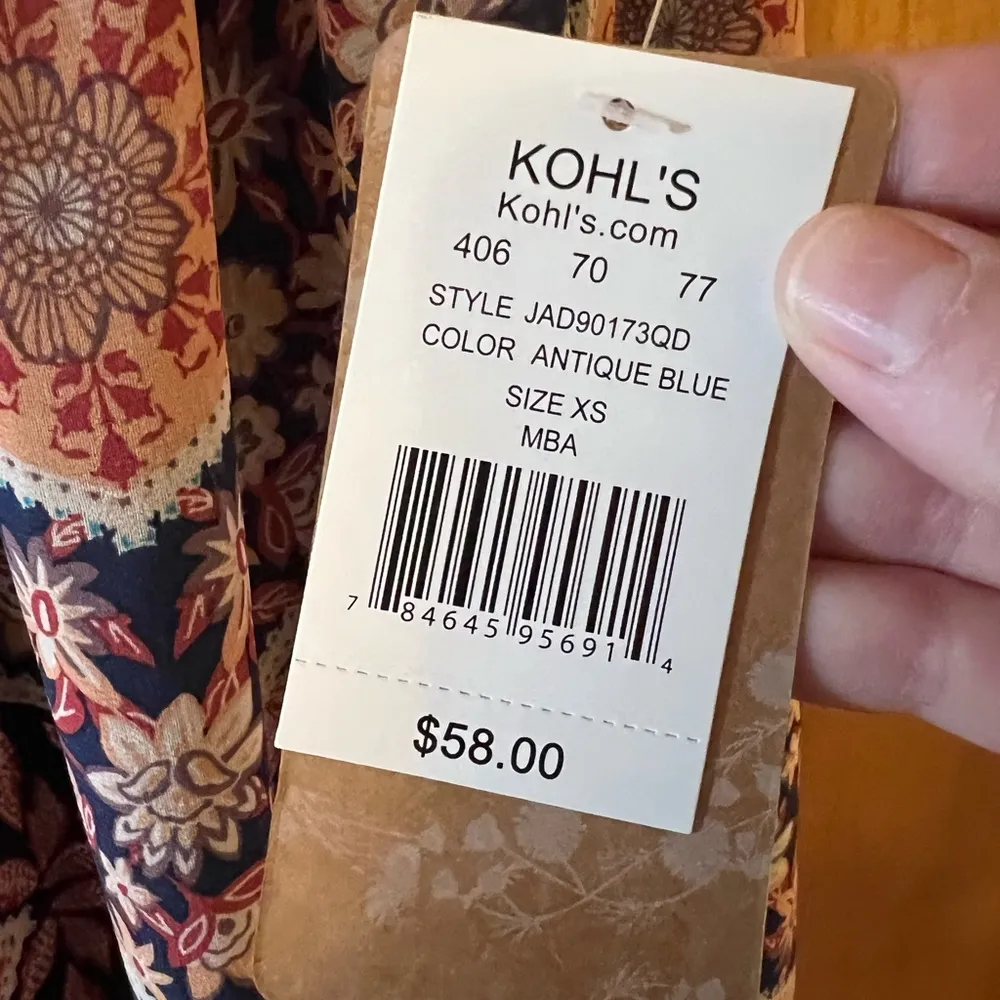 KOHL'S
Kohl's.com
406 70 77
STYLE JAD90173QD
COLOR ANTIQUE BLUE
SIZE XS
MBA
7 84645 95691 4
$58.00